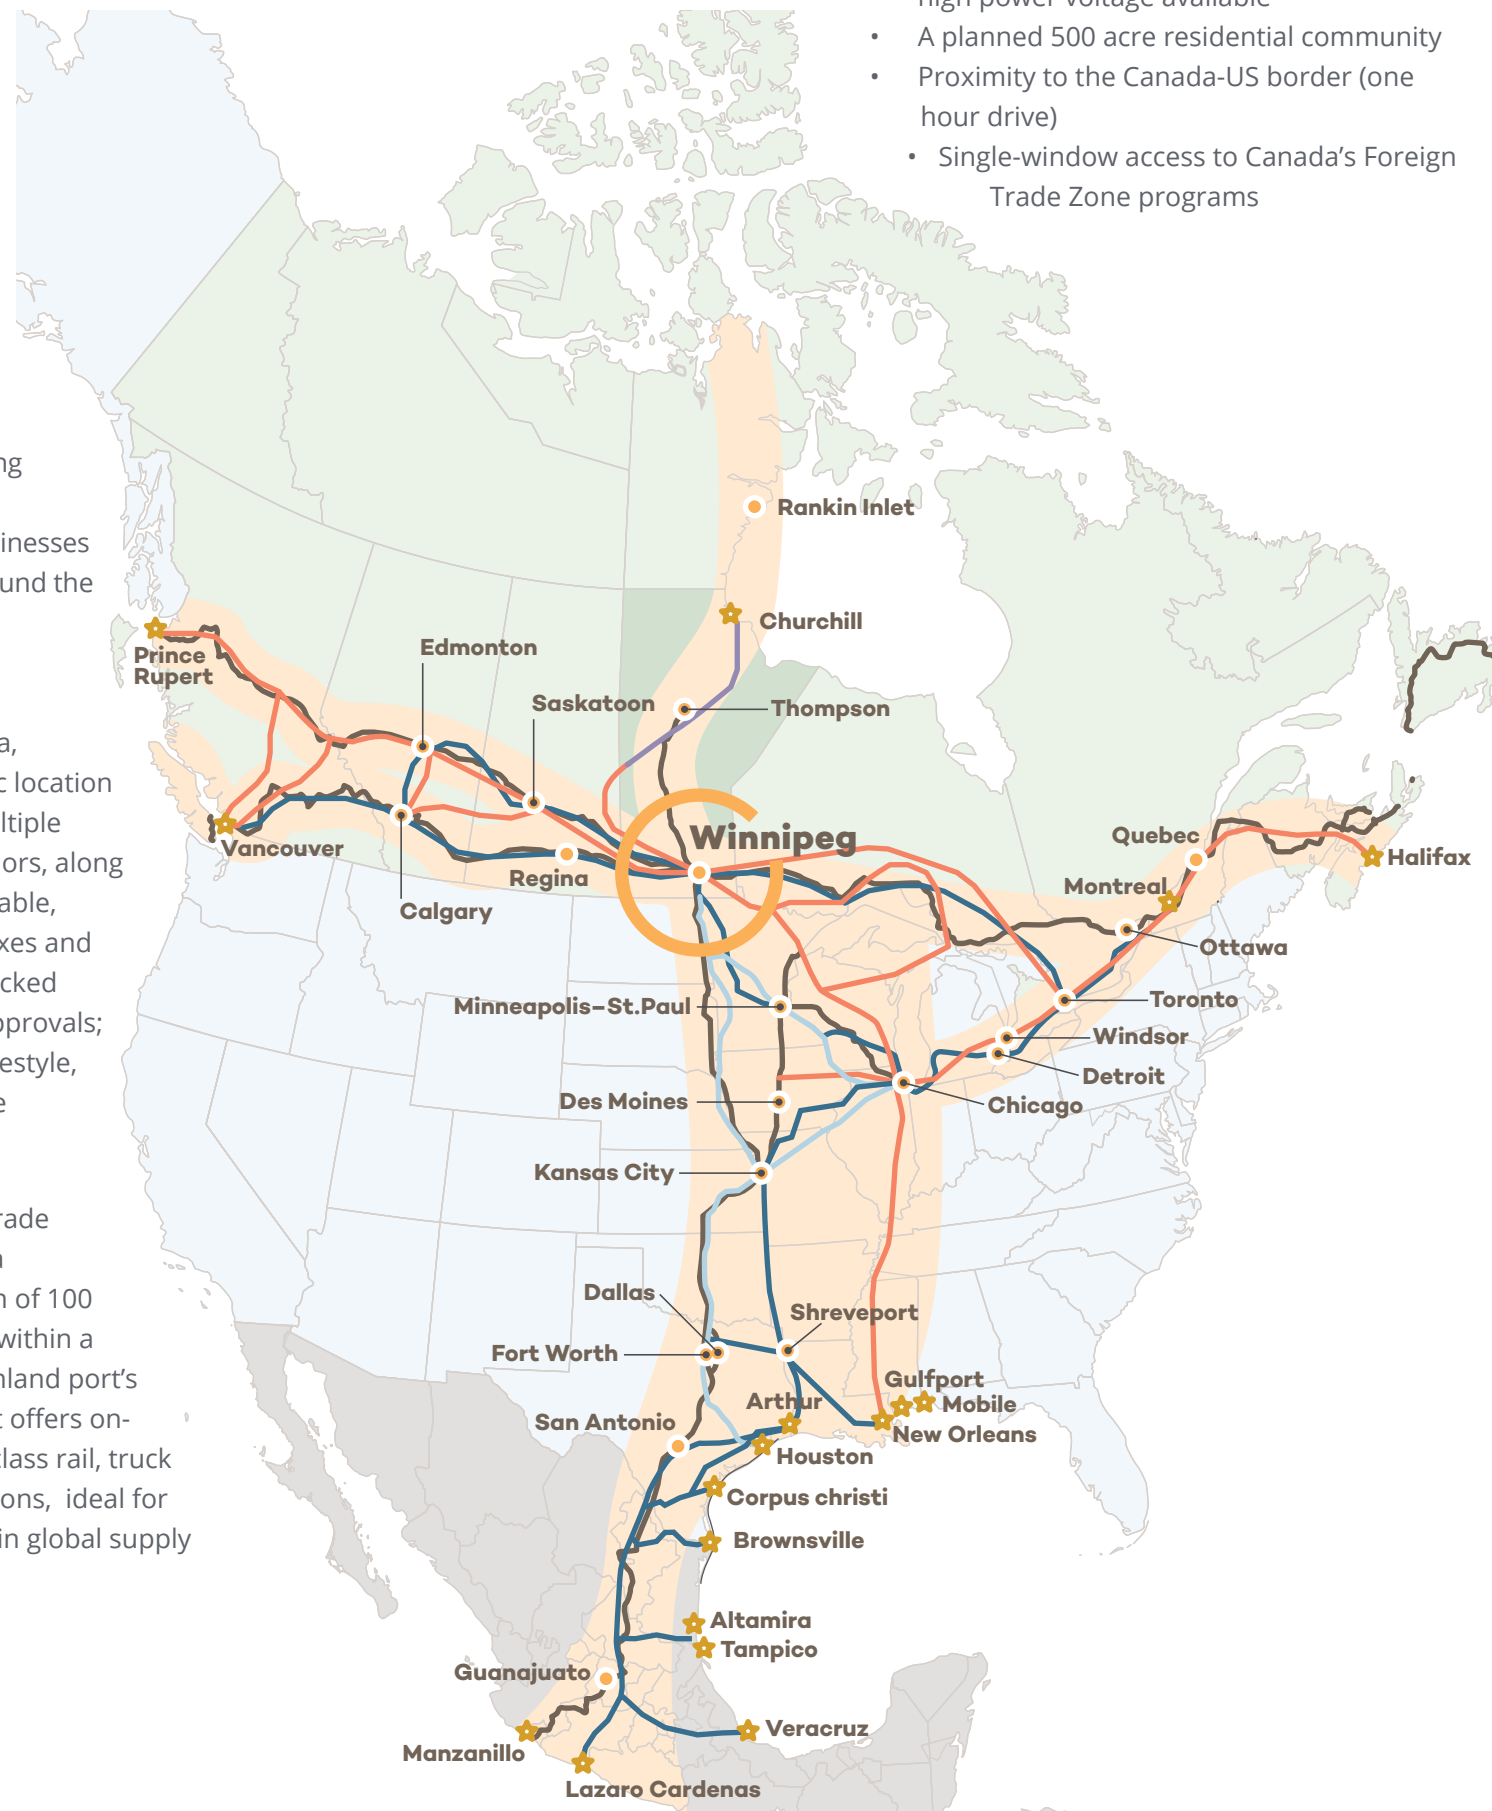 high power voltage available
• A planned 500 acre residential community
• Proximity to the Canada-US border (one
hour drive)
• Single-window access to Canada’s Foreign
Trade Zone programs
ng
inesses
und the
a,
c location
ltiple
ors, along
able,
xes and
cked
pprovals;
estyle,
e
rade
n of 100
within a
nland port’s
t offers on-
class rail, truck
ons, ideal for
in global supply
Rankin Inlet
Churchill
Prince
Rupert
Edmonton
Saskatoon
Thompson
Winnipeg
Vancouver
Regina
Calgary
Quebec
Halifax
Montreal
Ottawa
Minneapolis–St.Paul
Toronto
Windsor
Detroit
Des Moines
Chicago
Kansas City
Dallas
Shreveport
Fort Worth
Gulfport
Arthur
Mobile
San Antonio
New Orleans
Houston
Corpus christi
Brownsville
Altamira
Tampico
Guanajuato
Veracruz
Manzanillo
Lazaro Cardenas